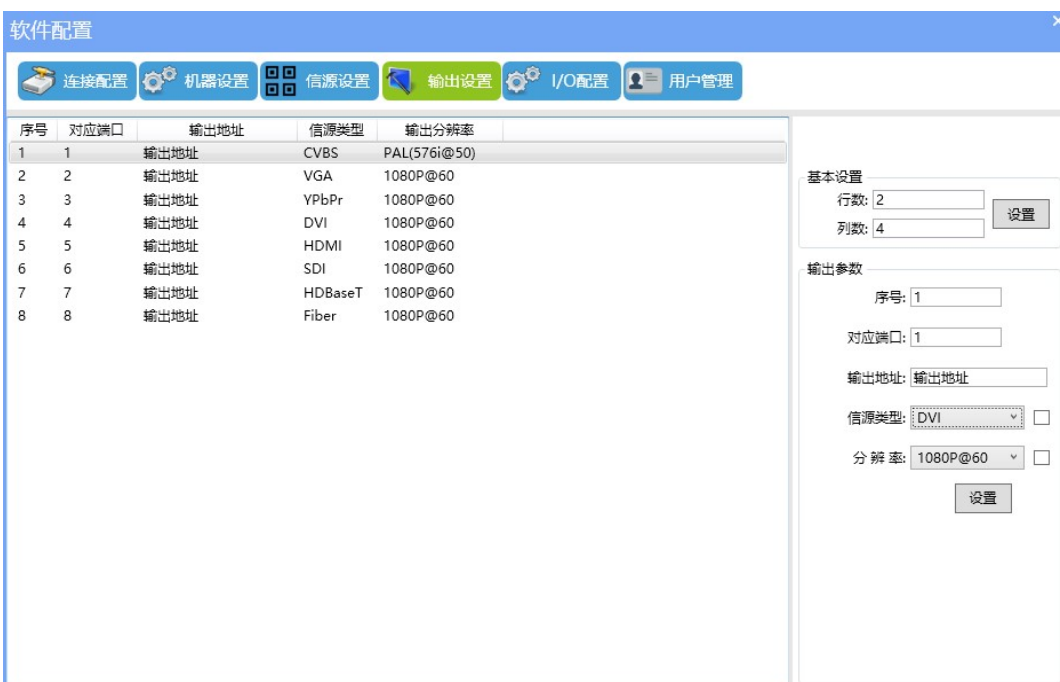 软件配置
连接配置 机器设置 信源设置 输出设置 I/O配置 用户管理
序号 对应端口 输出地址 信源类型 输出分辨率
1 1 输出地址 CVBS PAL(576i@50)
2 2 输出地址 VGA 1080P@60
3 3 输出地址 YPbPr 1080P@60
4 4 输出地址 DVI 1080P@60
5 5 输出地址 HDMI 1080P@60
6 6 输出地址 SDI 1080P@60
7 7 输出地址 HDBaseT 1080P@60
8 8 输出地址 Fiber 1080P@60
基本设置
行数: 2
列数: 4
设置
输出参数
序号: 1
对应端口: 1
输出地址: 输出地址
信源类型: DVI
分 辨 率: 1080P@60
设置